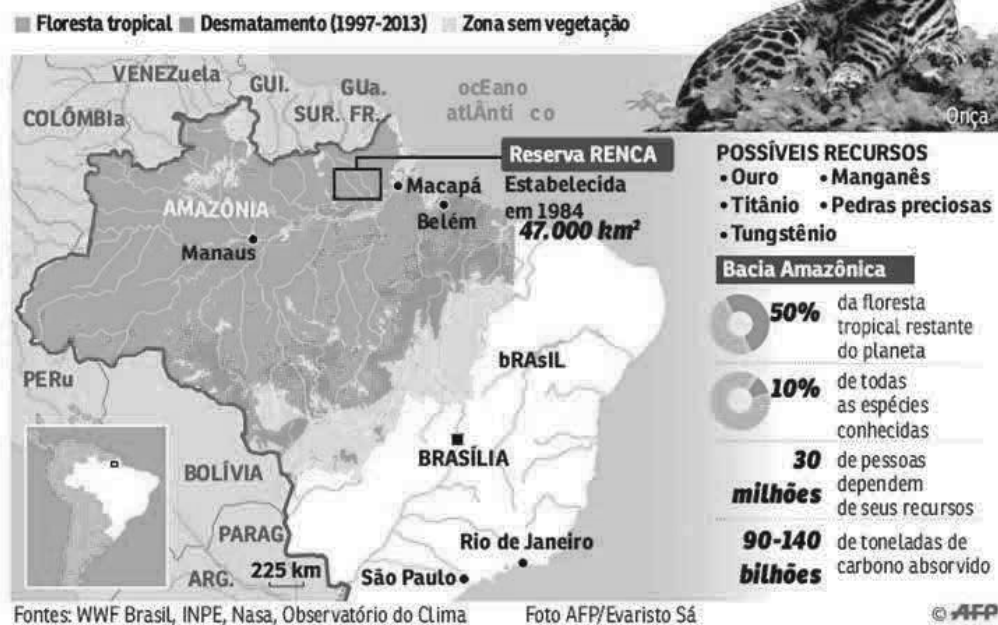 Floresta tropical Desmatamento (1997-2013) Zona sem vegetação
VENEZuela
GUI.
GUa.
ocEano
COLÔMBIa
SUR. FR.
atlÂnti co
Onça
Reserva RENCA
Estabelecida
em 1984
47.000 km²
Macapá
Belém
AMAZÔNIA
Manaus
PERu
bRAsIL
BRASÍLIA
BOLÍVIA
PARAG
Rio de Janeiro
ARG.
225 km
São Paulo
POSSÍVEIS RECURSOS
• Ouro • Manganês
• Titânio • Pedras preciosas
• Tungstênio
Bacia Amazônica
50% da floresta
tropical restante
do planeta
10% de todas
as espécies
conhecidas
30 de pessoas
milhões dependem
de seus recursos
90-140 de toneladas de
bilhões carbono absorvido
Fontes: WWF Brasil, INPE, Nasa, Observatório do Clima Foto AFP/Evaristo Sá
© AFP